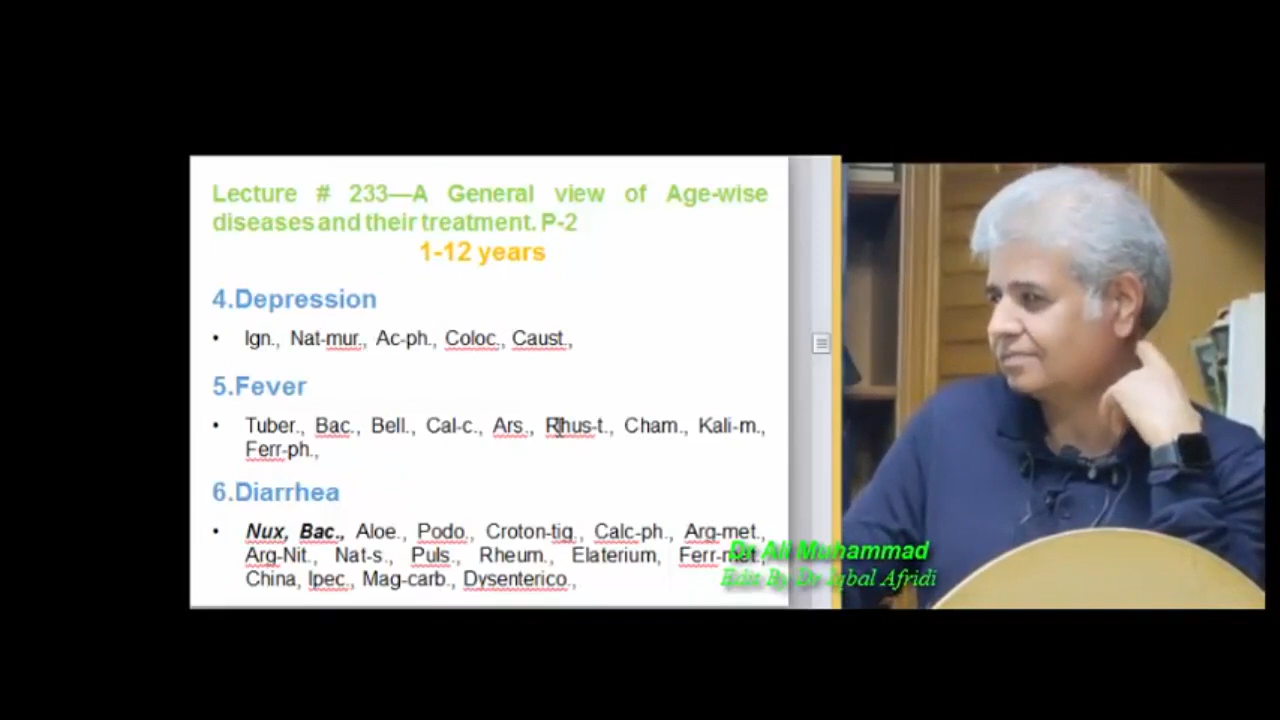 Lecture # 233—A General view of Age-wise
diseases and their treatment. P-2
1-12 years
4.Depression
• Ign., Nat-mur., Ac-ph., Coloc., Caust.,
5.Fever
• Tuber., Bac., Bell., Cal-c., Ars., Rhus-t., Cham., Kali-m.,
Ferr-ph.,
6.Diarrhea
• Nux, Bac., Aloe., Podo., Croton-tig., Calc-ph., Arg-met.,
Arg-Nit., Nat-s., Puls., Rheum., Elaterium, Ferr-met.,
China, Ipec., Mag-carb., Dysenterico.,
Dr Ali Muhammad
Edit By Dr Iqbal Afridi